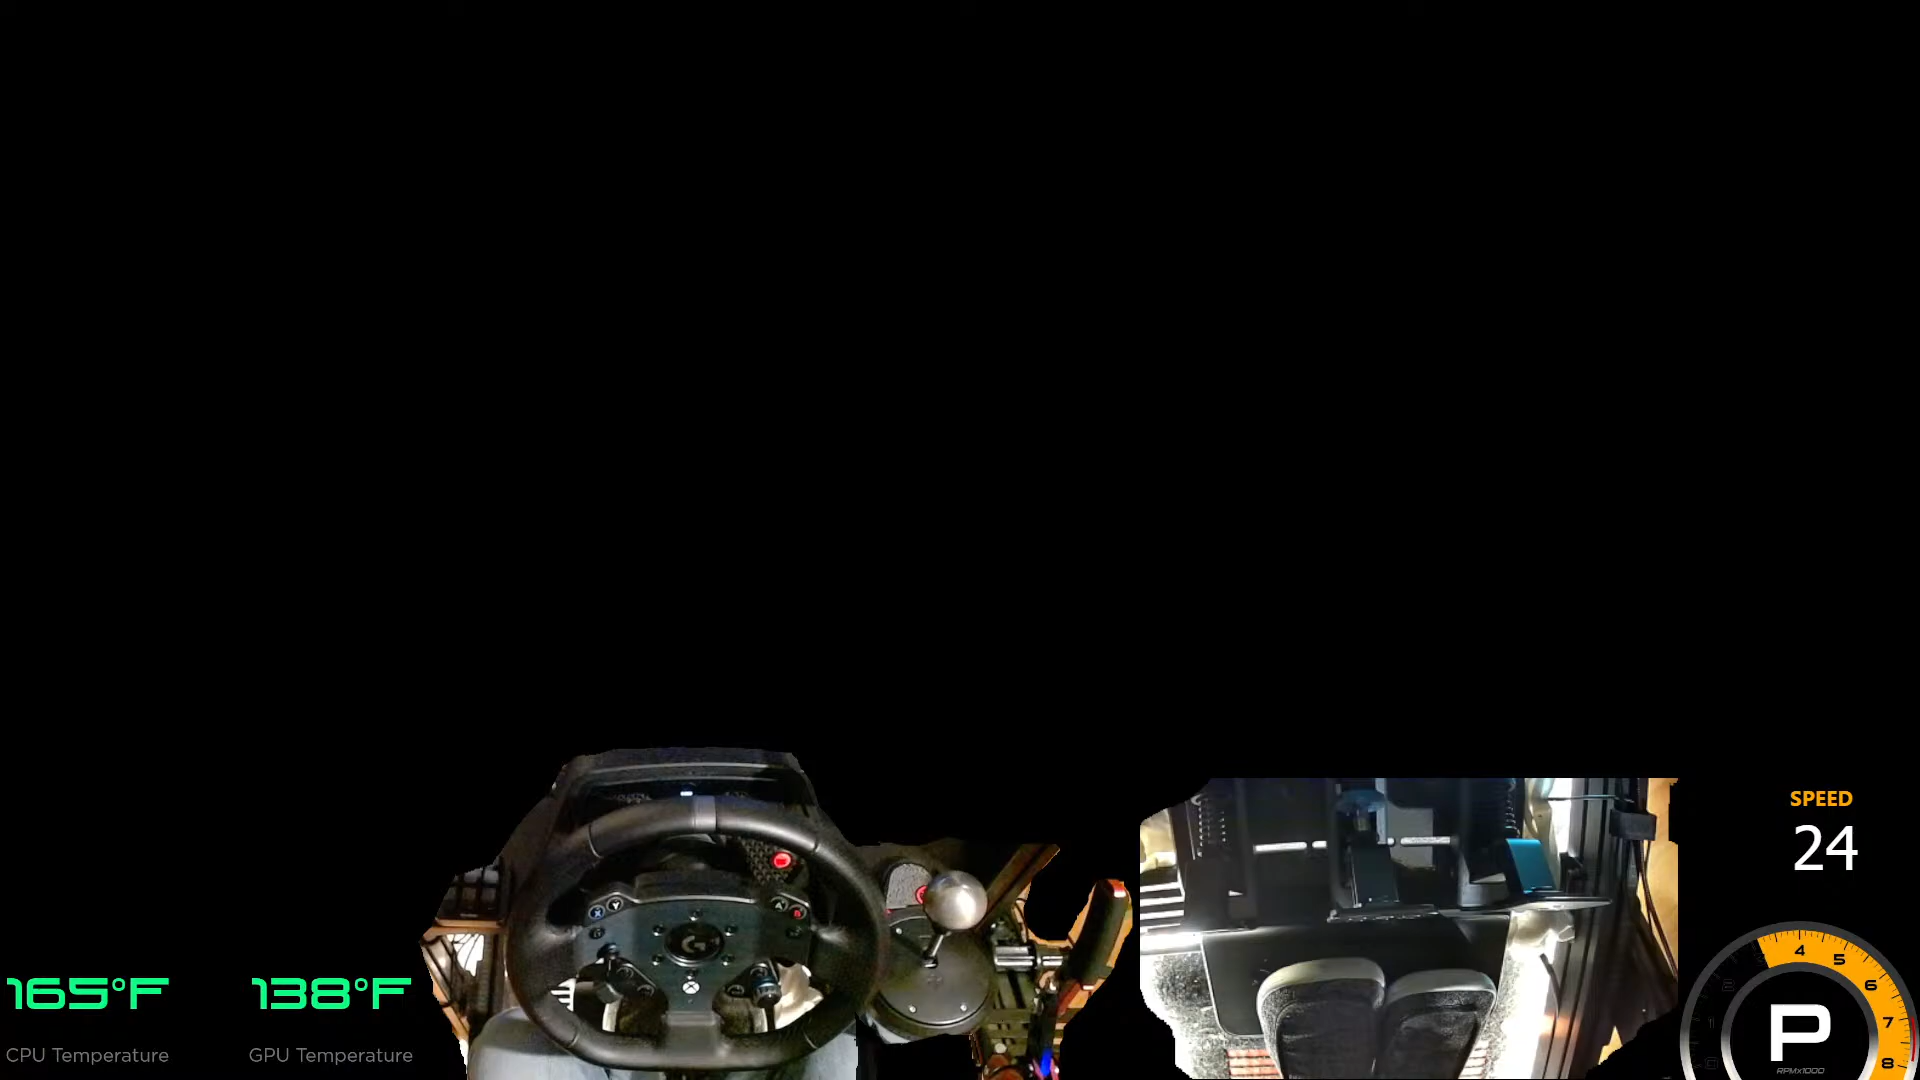 SPEED
24
165°F
138°F
CPU Temperature
GPU Temperature
X
Y
A
G
4
5
6
7
8
P
RPMx1000